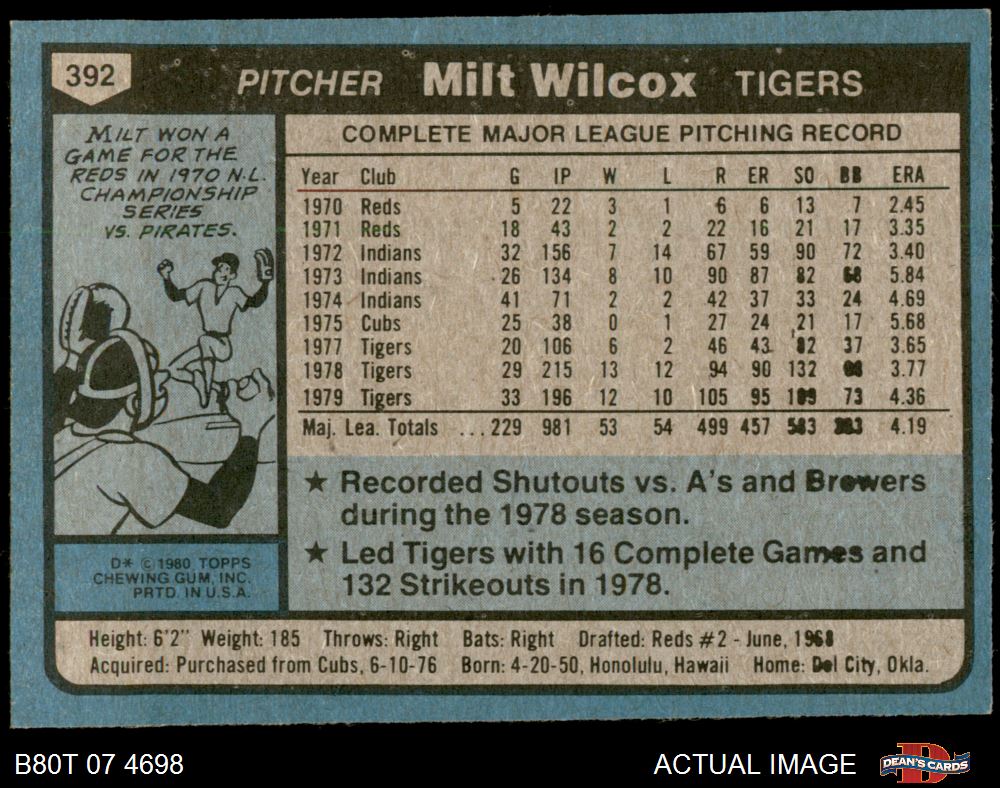 392
PITCHER Milt Wilcox TIGERS
MILT WON A
GAME FOR THE
REDS IN 1970 N.L.
CHAMPIONSHIP
SERIES
VS. PIRATES.
COMPLETE MAJOR LEAGUE PITCHING RECORD
Year Club G IP W L R ER SO BB ERA
1970 Reds 5 22 3 1 6 6 13 7 2.45
1971 Reds 18 43 2 2 22 16 21 17 3.35
1972 Indians 32 156 7 14 67 59 90 72 3.40
1973 Indians 26 134 8 10 90 87 82 68 5.84
1974 Indians 41 71 2 2 42 37 33 24 4.69
1975 Cubs 25 38 0 1 27 24 21 17 5.68
1977 Tigers 20 106 6 2 46 43 82 37 3.65
1978 Tigers 29 215 13 12 94 90 132 3.77
1979 Tigers 33 196 12 10 105 95 109 73 4.36
Maj. Lea. Totals ... 229 981 53 54 499 457 583 383 4.19
★ Recorded Shutouts vs. A's and Brewers
during the 1978 season.
★ Led Tigers with 16 Complete Games and
132 Strikeouts in 1978.
D* © 1980 TOPPS
CHEWING GUM, INC.
PRTD. IN U.S.A.
Height: 6'2" Weight: 185 Throws: Right Bats: Right Drafted: Reds #2 - June, 1968
Acquired: Purchased from Cubs, 6-10-76 Born: 4-20-50, Honolulu, Hawaii Home: Del City, Okla.
B80T 07 4698
ACTUAL IMAGE
DEAN'S CARDS